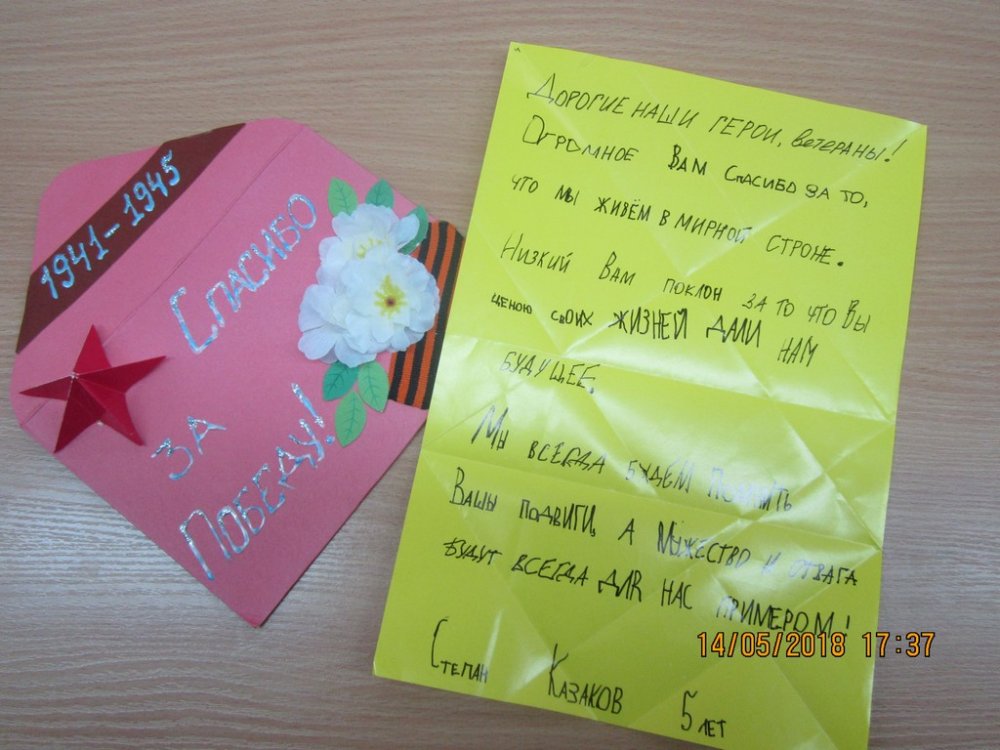 1941-1945
Спасибо
за
Победу!
Дорогие наши герои, ветераны!
Огромное Вам спасибо за то,
что мы живём в мирной строне.
Низкий Вам поклон за то что Вы
ценою своих жизней дали нам
будущее.
Мы всегда будем помнить
Вашы подвиги, а мужество и отвага
будут всегда для нас примером!
Степан Казаков 5 лет
14/05/2018 17:37